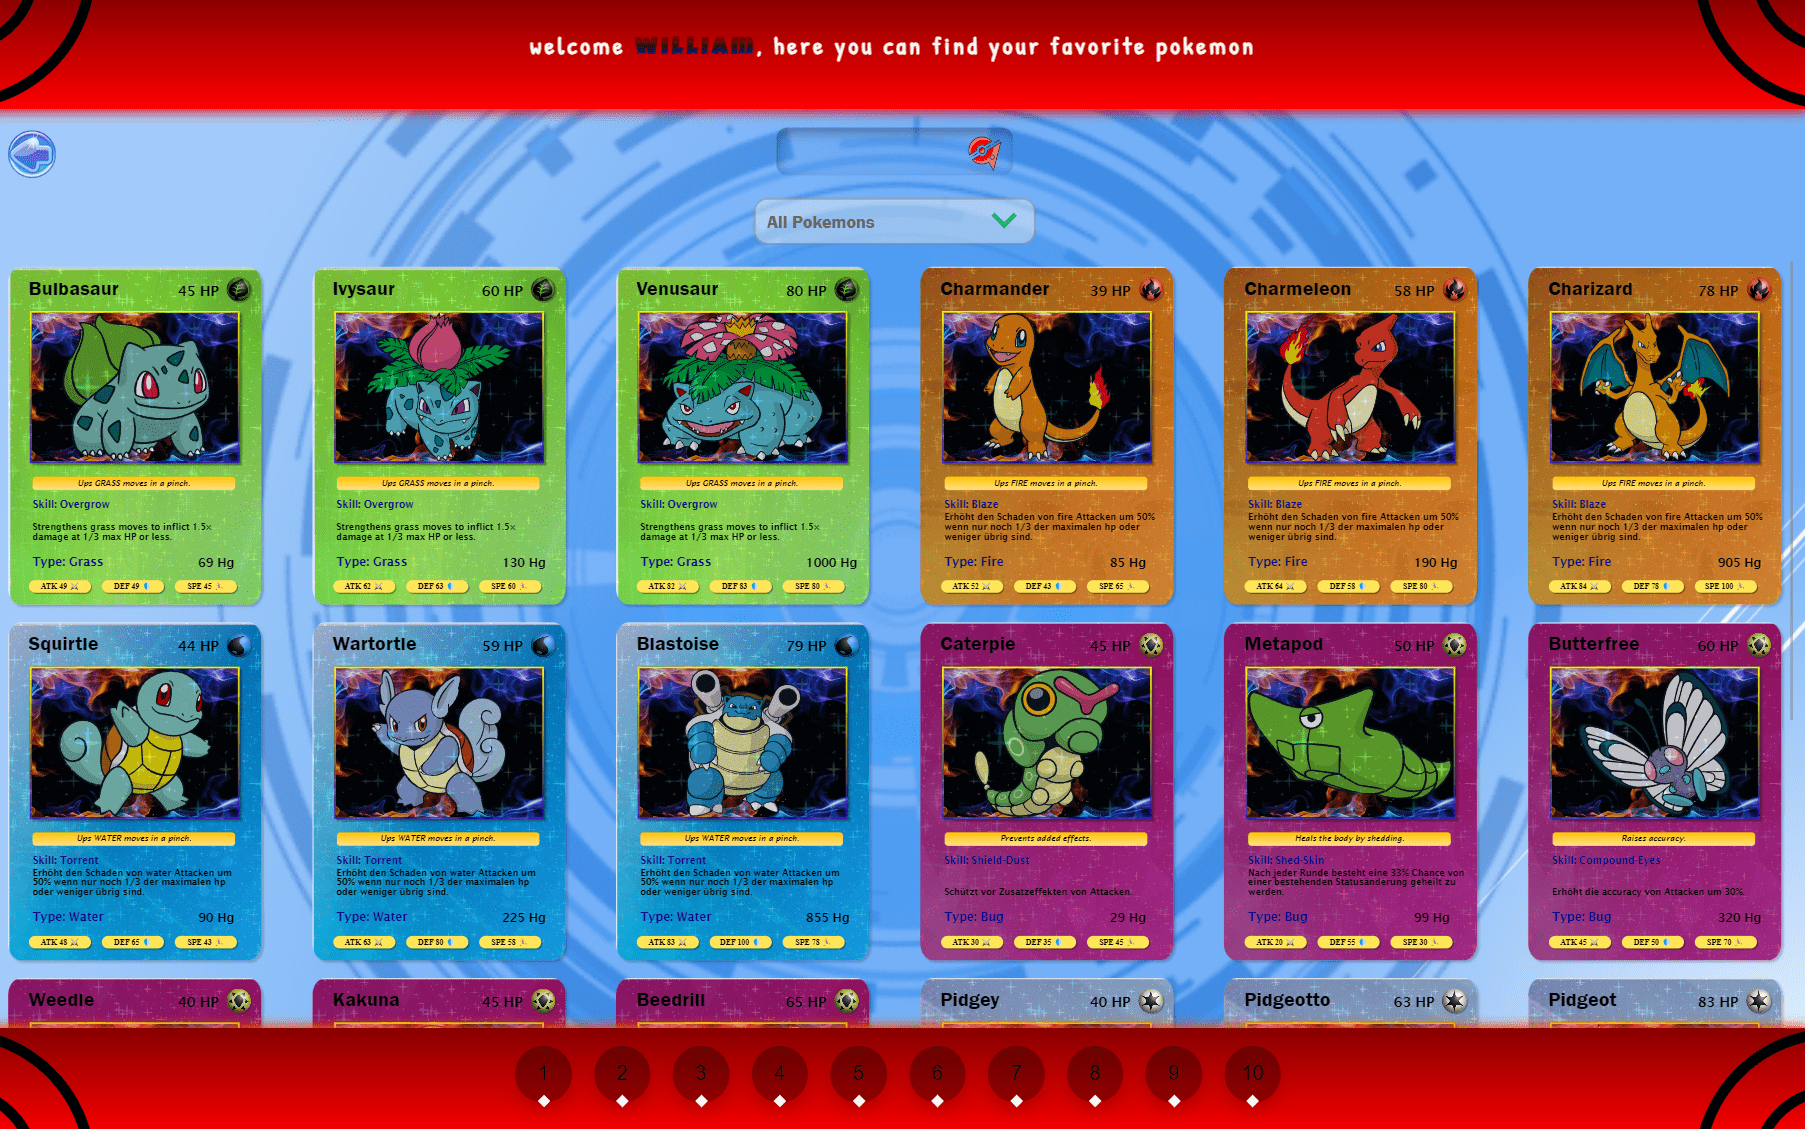 welcome WILLIAM, here you can find your favorite pokemon
All Pokemons
Bulbasaur 45 HP
Ups GRASS moves in a pinch.
Skill: Overgrow
Strengthens grass moves to inflict 1.5×
damage at 1/3 max HP or less.
Type: Grass 69 Hg
ATK 49 DEF 49 SPE 45
Ivysaur 60 HP
Ups GRASS moves in a pinch.
Skill: Overgrow
Strengthens grass moves to inflict 1.5×
damage at 1/3 max HP or less.
Type: Grass 130 Hg
ATK 62 DEF 63 SPE 60
Venusaur 80 HP
Ups GRASS moves in a pinch.
Skill: Overgrow
Strengthens grass moves to inflict 1.5×
damage at 1/3 max HP or less.
Type: Grass 1000 Hg
ATK 82 DEF 83 SPE 80
Charmander 39 HP
Ups FIRE moves in a pinch.
Skill: Blaze
Erhöht den Schaden von fire Attacken um 50%
wenn nur noch 1/3 der maximalen hp oder
weniger übrig sind.
Type: Fire 85 Hg
ATK 52 DEF 43 SPE 65
Charmeleon 58 HP
Ups FIRE moves in a pinch.
Skill: Blaze
Erhöht den Schaden von fire Attacken um 50%
wenn nur noch 1/3 der maximalen hp oder
weniger übrig sind.
Type: Fire 190 Hg
ATK 64 DEF 58 SPE 80
Charizard 78 HP
Ups FIRE moves in a pinch.
Skill: Blaze
Erhöht den Schaden von fire Attacken um 50%
wenn nur noch 1/3 der maximalen hp oder
weniger übrig sind.
Type: Fire 905 Hg
ATK 84 DEF 78 SPE 100
Squirtle 44 HP
Ups WATER moves in a pinch.
Skill: Torrent
Erhöht den Schaden von water Attacken um
50% wenn nur noch 1/3 der maximalen hp
oder weniger übrig sind.
Type: Water 90 Hg
ATK 48 DEF 65 SPE 43
Wartortle 59 HP
Ups WATER moves in a pinch.
Skill: Torrent
Erhöht den Schaden von water Attacken um
50% wenn nur noch 1/3 der maximalen hp
oder weniger übrig sind.
Type: Water 225 Hg
ATK 63 DEF 80 SPE 58
Blastoise 79 HP
Ups WATER moves in a pinch.
Skill: Torrent
Erhöht den Schaden von water Attacken um
50% wenn nur noch 1/3 der maximalen hp
oder weniger übrig sind.
Type: Water 855 Hg
ATK 83 DEF 100 SPE 78
Caterpie 45 HP
Prevents added effects.
Skill: Shield-Dust
Schützt vor Zusatzeffekten von Attacken.
Type: Bug 29 Hg
ATK 30 DEF 35 SPE 45
Metapod 50 HP
Heals the body by shedding.
Skill: Shed-Skin
Nach jeder Runde besteht eine 33% Chance von
einer bestehenden Statusänderung geheilt zu
werden.
Type: Bug 99 Hg
ATK 20 DEF 55 SPE 30
Butterfree 60 HP
Raises accuracy.
Skill: Compound-Eyes
Erhöht die accuracy von Attacken um 30%.
Type: Bug 320 Hg
ATK 45 DEF 50 SPE 70
Weedle 40 HP
Kakuna 45 HP
Beedrill 65 HP
Pidgey 40 HP
Pidgeotto 63 HP
Pidgeot 83 HP
1 2 3 4 5 6 7 8 9 10